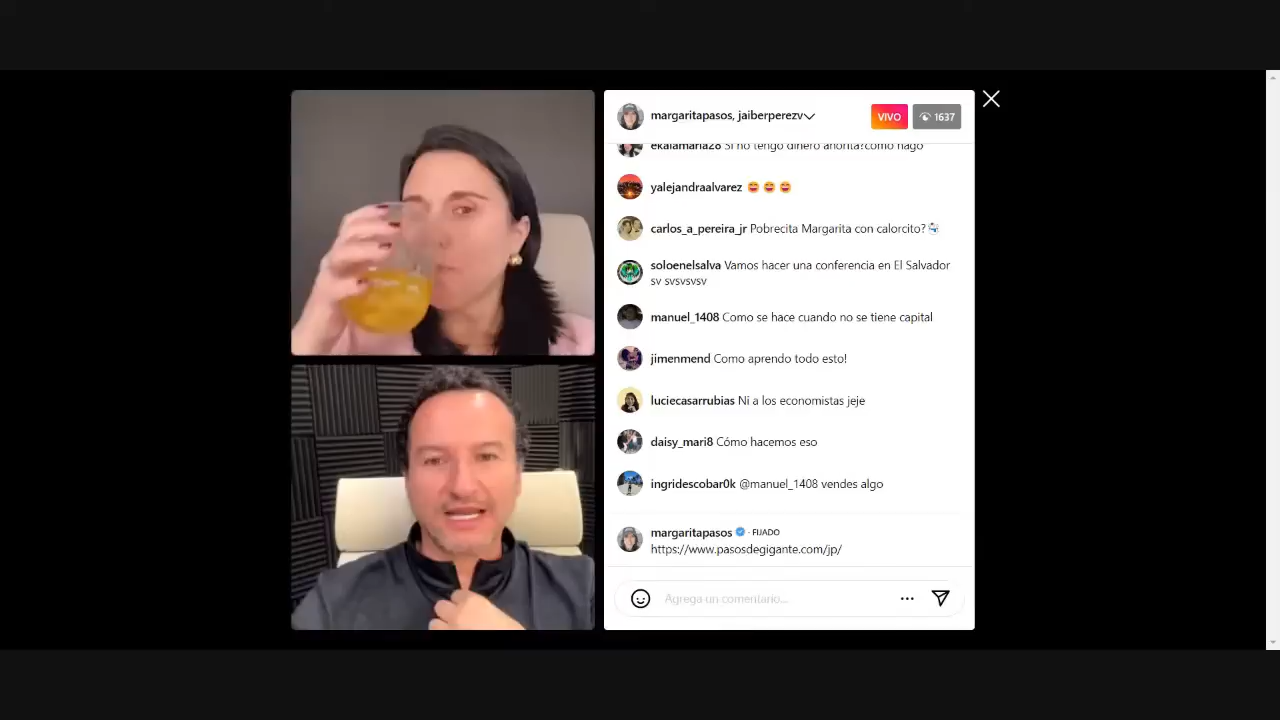 margaritapasos, jaiberperezv
VIVO
1637
ekalamaria28 Si no tengo dinero ahorita?como hago
yalejandraalvarez 😄 😄 😄
carlos_a_pereira_jr Pobrecita Margarita con calorcito?
soloenelsalva Vamos hacer una conferencia en El Salvador
sv svsvsvsv
manuel_1408 Como se hace cuando no se tiene capital
jimenmend Como aprendo todo esto!
luciecasarrubias Ni a los economistas jeje
daisy_mari8 Cómo hacemos eso
ingridescobar0k @manuel_1408 vendes algo
margaritapasos · FIJADO
https://www.pasosdegigante.com/jp/
Agrega un comentario...